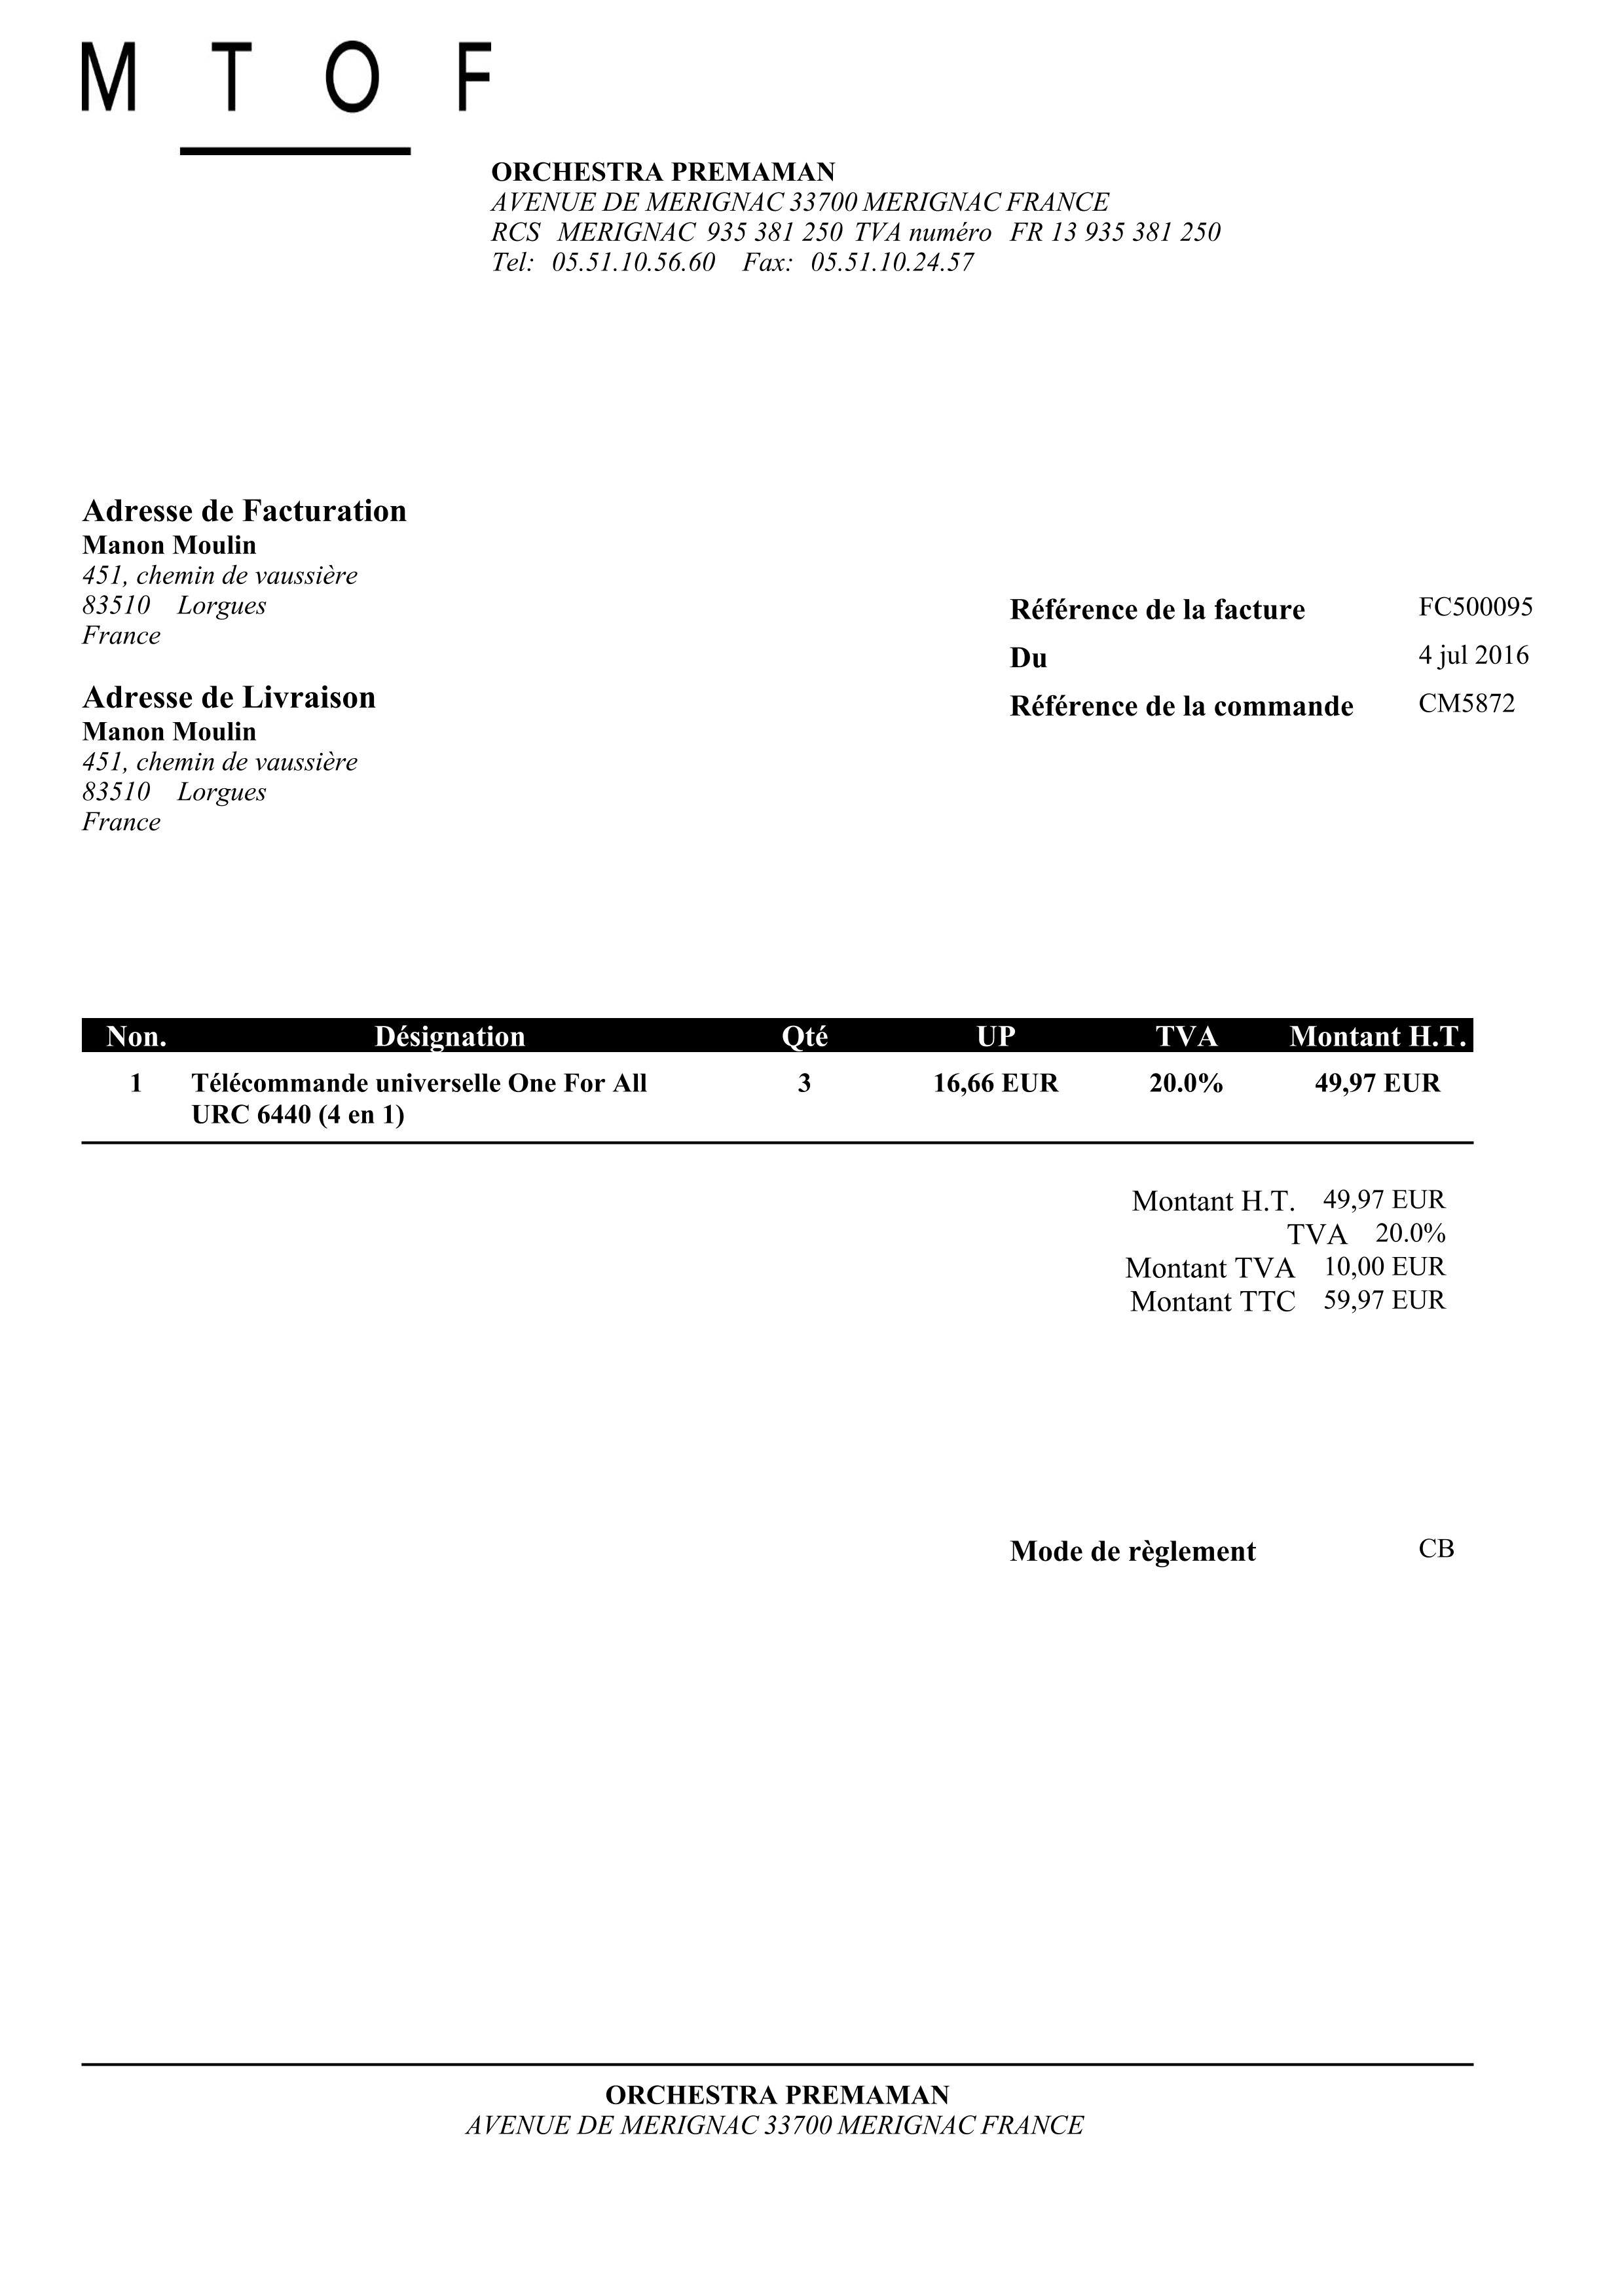 M T O F
ORCHESTRA PREMAMAN
AVENUE DE MERIGNAC 33700 MERIGNAC FRANCE
RCS MERIGNAC 935 381 250 TVA numéro FR 13 935 381 250
Tel: 05.51.10.56.60 Fax: 05.51.10.24.57
Adresse de Facturation
Manon Moulin
451, chemin de vaussière
83510 Lorgues
France
Référence de la facture FC500095
Du 4 jul 2016
Référence de la commande CM5872
Adresse de Livraison
Manon Moulin
451, chemin de vaussière
83510 Lorgues
France
Non. Désignation Qté UP TVA Montant H.T.
1 Télécommande universelle One For All 3 16,66 EUR 20.0% 49,97 EUR
URC 6440 (4 en 1)
Montant H.T. 49,97 EUR
TVA 20.0%
Montant TVA 10,00 EUR
Montant TTC 59,97 EUR
Mode de règlement CB
ORCHESTRA PREMAMAN
AVENUE DE MERIGNAC 33700 MERIGNAC FRANCE